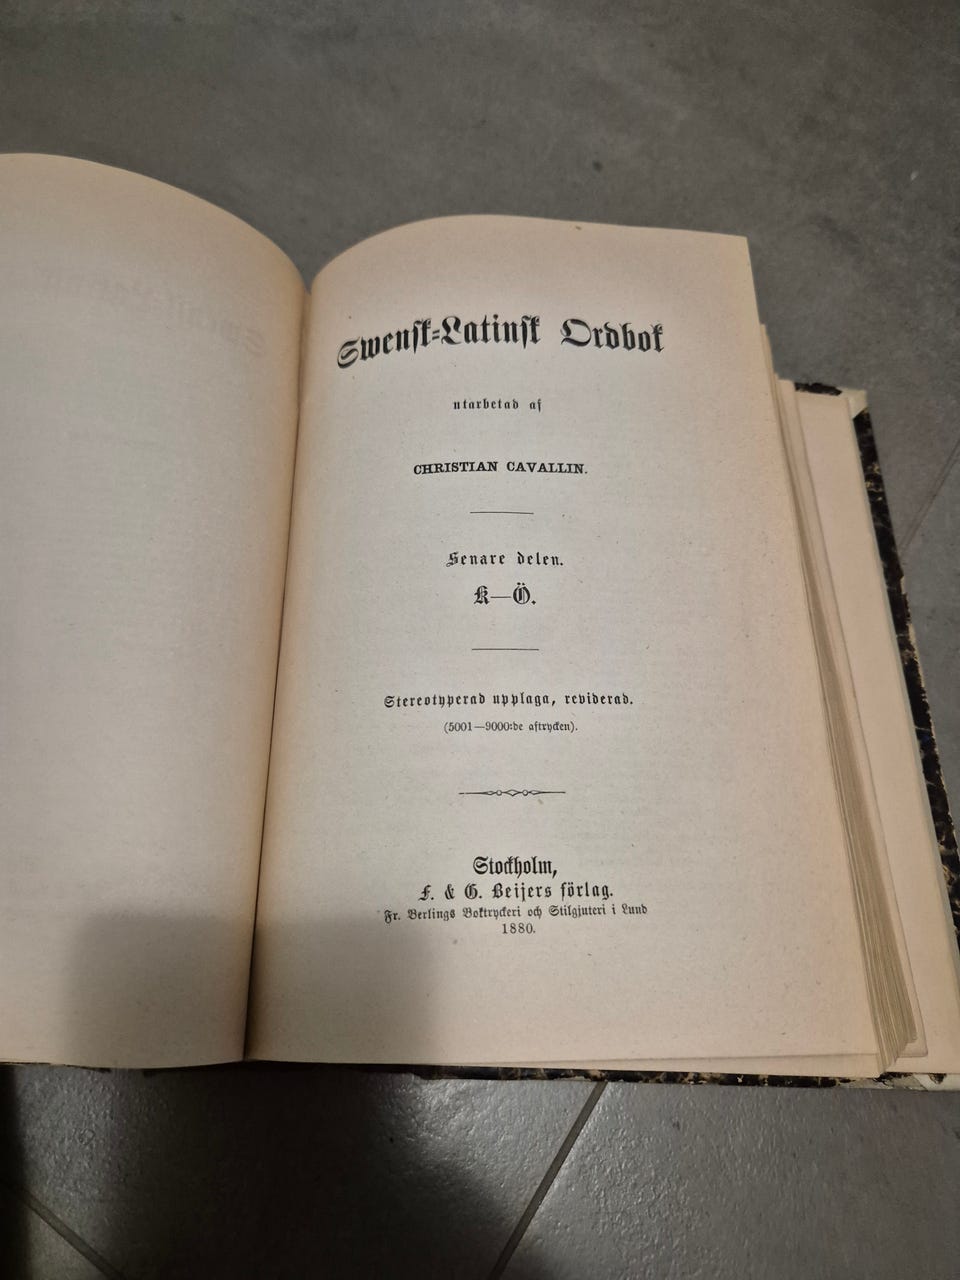 Swensk-Latinsk Ordbok
utarbetad af
CHRISTIAN CAVALLIN.
Senare delen.
K—Ö.
Stereotyperad upplaga, reviderad.
(5001—9000:de aftrycken).
Stockholm,
F. & G. Beijers förlag.
Fr. Berlings Boktryckeri och Stilgjuteri i Lund
1880.